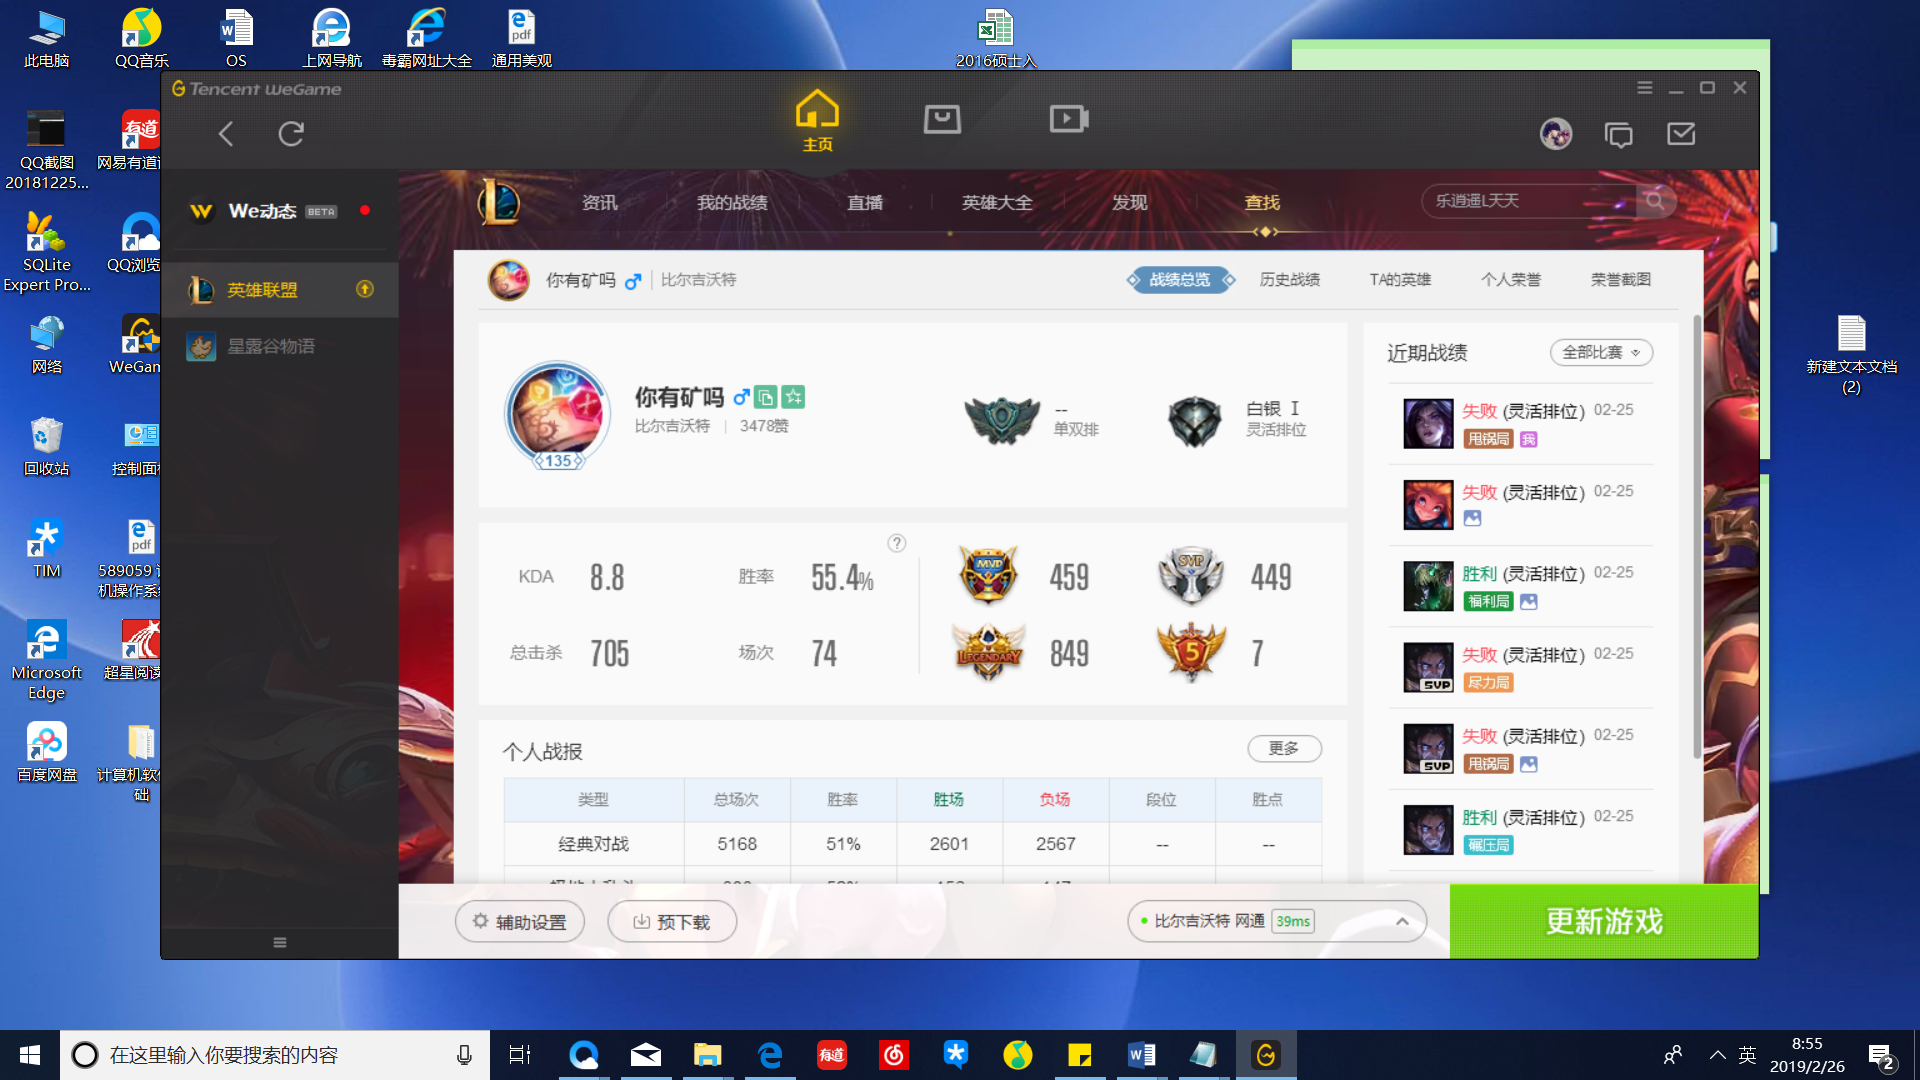 此电脑
QQ音乐
OS
上网导航
毒霸网址大全
通用美观
2016硕士入
QQ截图
20181225...
网易有道
SQLite
Expert Pro...
QQ浏览
网络
WeGam
回收站
控制面
TIM
589059
机操作系
Microsoft
Edge
超星阅读
百度网盘
计算机软
础
新建文本文档
(2)
Tencent WeGame
主页
We动态 BETA
英雄联盟
星露谷物语
资讯
我的战绩
直播
英雄大全
发现
查找
乐逍遥L天天
你有矿吗
比尔吉沃特
战绩总览
历史战绩
TA的英雄
个人荣誉
荣誉截图
你有矿吗
比尔吉沃特
3478赞
135
--
单双排
白银 I
灵活排位
KDA 8.8
胜率 55.4%
总击杀 705
场次 74
?
MVP 459
SVP 449
LEGENDARY 849
5 7
个人战报
更多
类型 总场次 胜率 胜场 负场 段位 胜点
经典对战 5168 51% 2601 2567 -- --
近期战绩
全部比赛
失败 (灵活排位) 02-25
甩锅局 我
失败 (灵活排位) 02-25
胜利 (灵活排位) 02-25
福利局
失败 (灵活排位) 02-25
SVP 尽力局
失败 (灵活排位) 02-25
SVP 甩锅局
胜利 (灵活排位) 02-25
碾压局
辅助设置
预下载
比尔吉沃特 网通 39ms
更新游戏
在这里输入你要搜索的内容
有道
英
8:55
2019/2/26
2